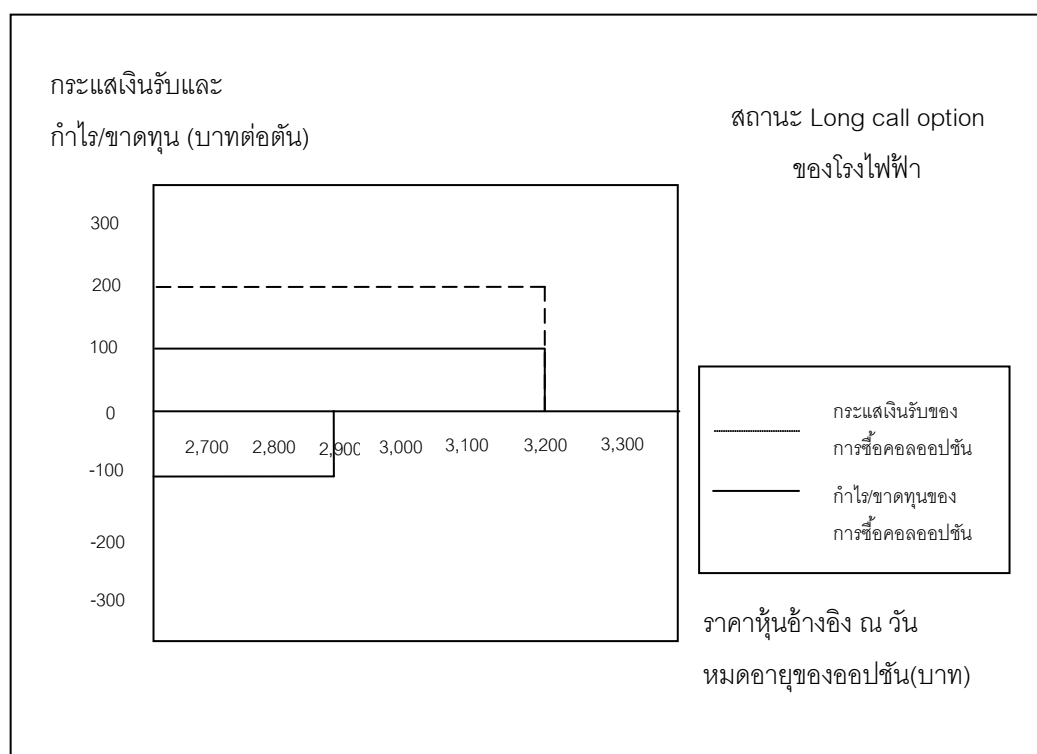 กระแสเงินรับและ
กำไร/ขาดทุน (บาทต่อตัน)
สถานะ Long call option
ของโรงไฟฟ้า
300
200
100
0
2,700 2,800 2,900 3,000 3,100 3,200 3,300
-100
-200
-300
กระแสเงินรับของ
การซื้อคอลออปชัน
กำไร/ขาดทุนของ
การซื้อคอลออปชัน
ราคาหุ้นอ้างอิง ณ วัน
หมดอายุของออปชัน(บาท)